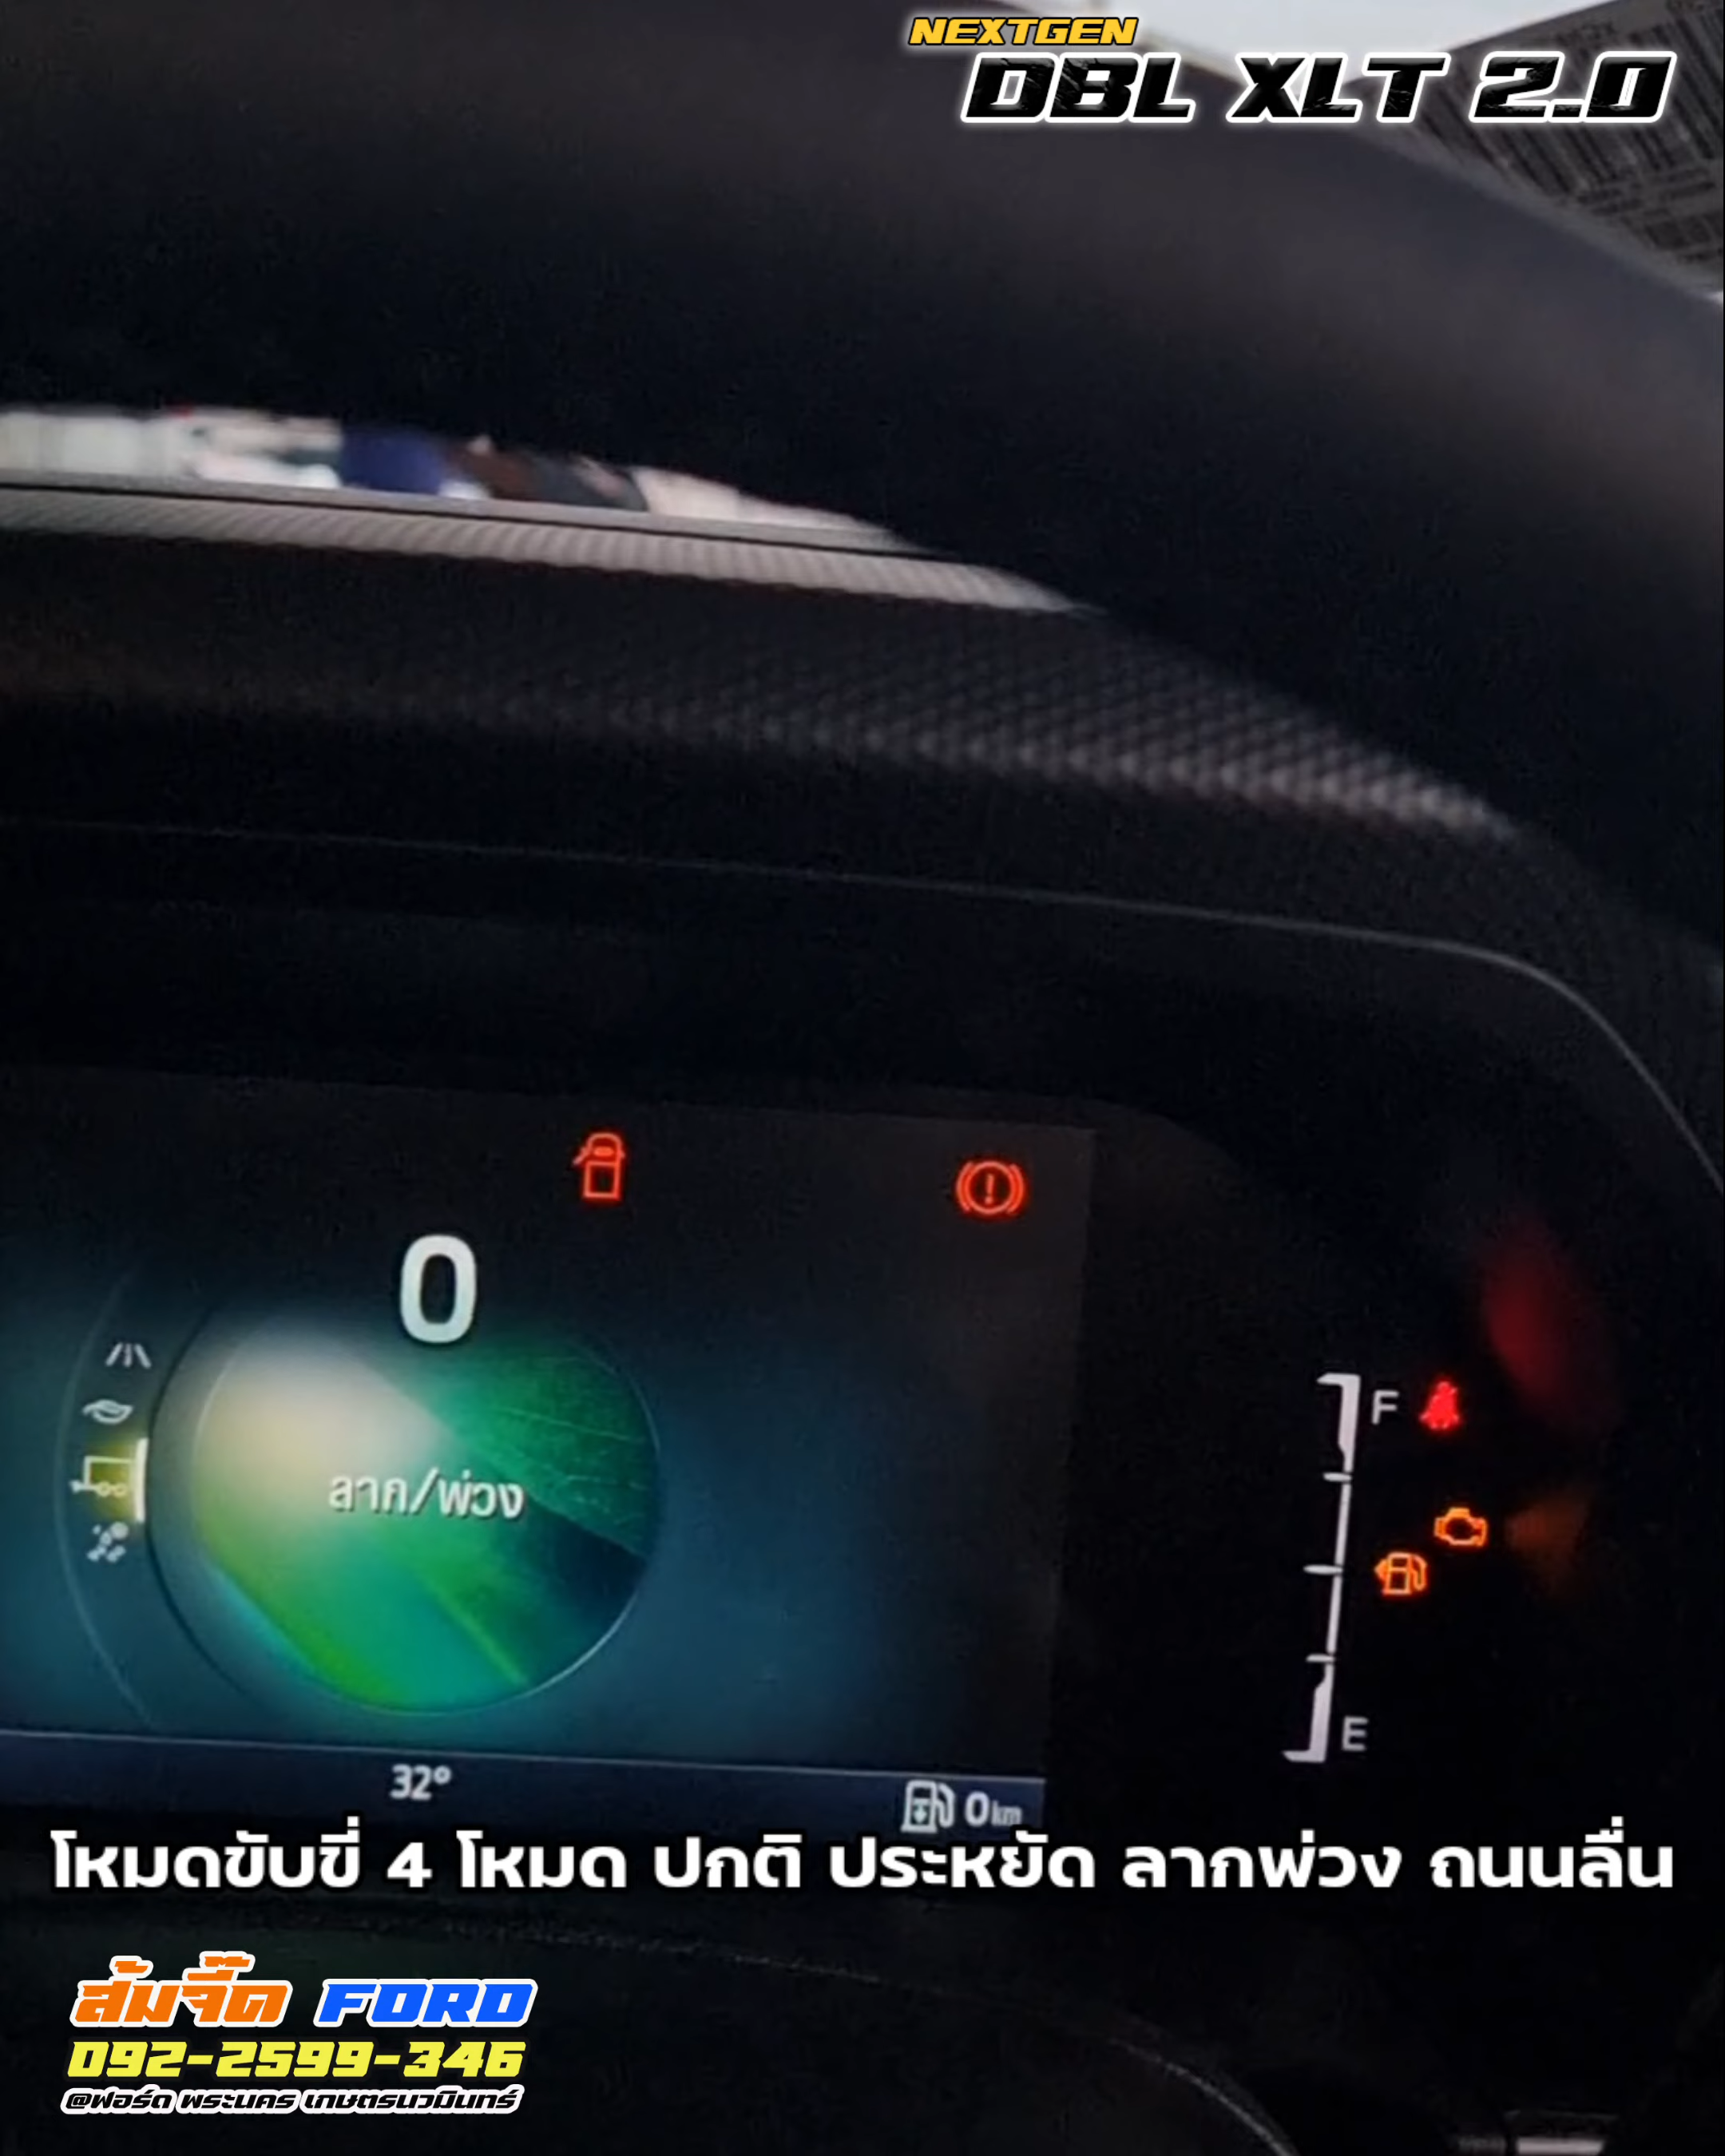 NEXTGEN
DBL XLT 2.0
0
ลาก/พ่วง
F
E
32°
0 km
โหมดขับขี่ 4 โหมด ปกติ ประหยัด ลากพ่วง ถนนลื่น
ส้มจี๊ด FORD
092-2599-346
@ฟอร์ด พระนคร เกษตรนวมินทร์